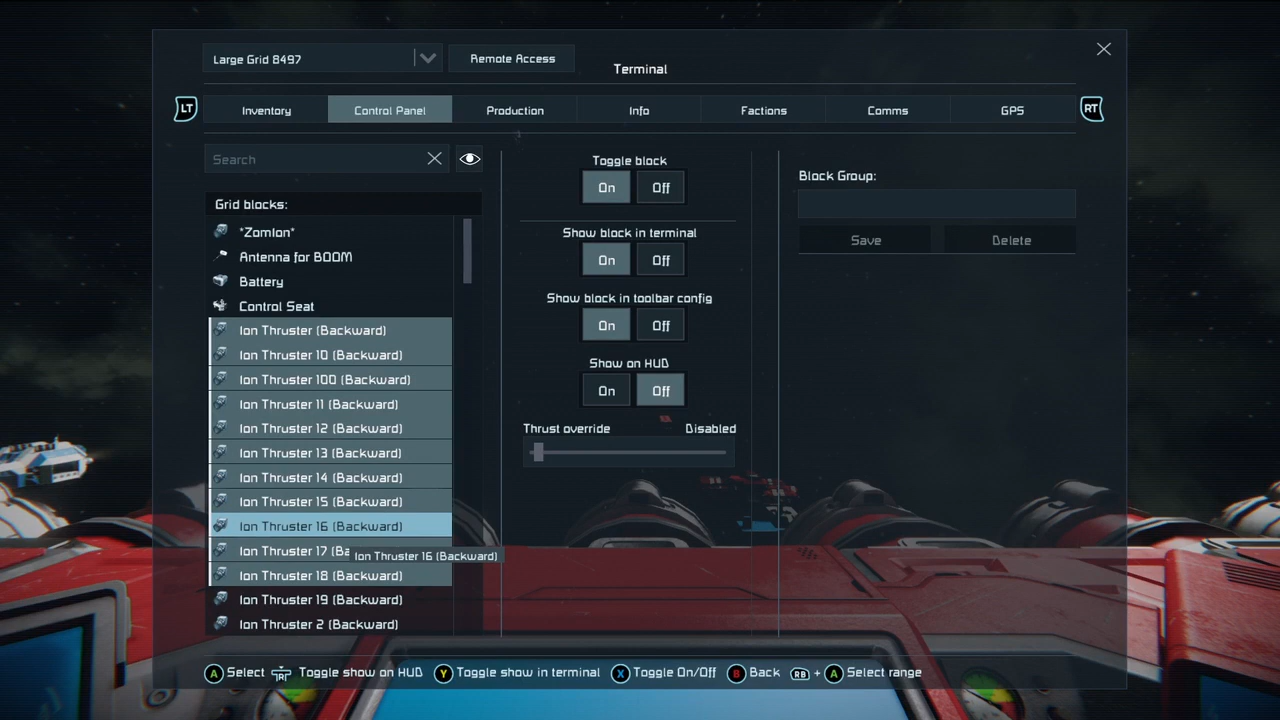 Large Grid 8497
Remote Access
Terminal
LT
Inventory
Control Panel
Production
Info
Factions
Comms
GPS
RT
Search
Grid blocks:
*ZomIon*
Antenna for BOOM
Battery
Control Seat
Ion Thruster (Backward)
Ion Thruster 10 (Backward)
Ion Thruster 100 (Backward)
Ion Thruster 11 (Backward)
Ion Thruster 12 (Backward)
Ion Thruster 13 (Backward)
Ion Thruster 14 (Backward)
Ion Thruster 15 (Backward)
Ion Thruster 16 (Backward)
Ion Thruster 17 (Ba
Ion Thruster 16 (Backward)
Ion Thruster 18 (Backward)
Ion Thruster 19 (Backward)
Ion Thruster 2 (Backward)
Toggle block
On Off
Show block in terminal
On Off
Show block in toolbar config
On Off
Show on HUD
On Off
Thrust override Disabled
Block Group:
Save Delete
A Select Toggle show on HUD Y Toggle show in terminal X Toggle On/Off B Back RB + A Select range